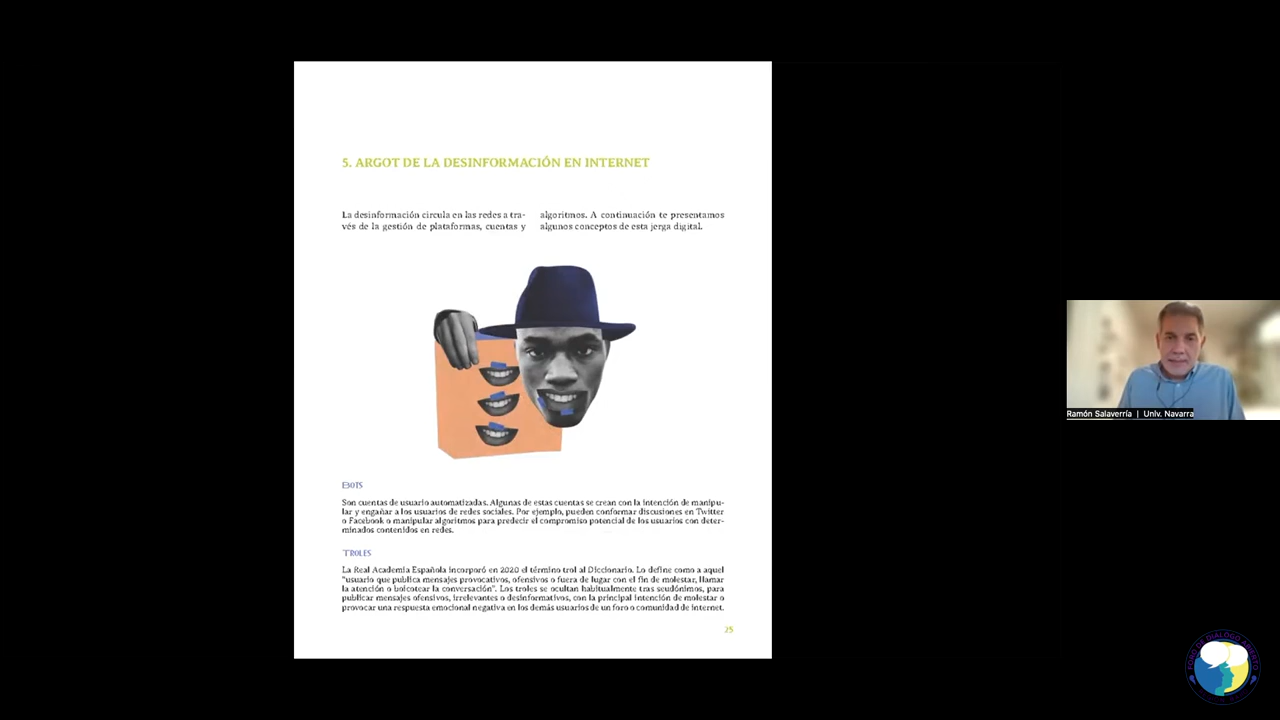 5. ARGOT DE LA DESINFORMACIÓN EN INTERNET
La desinformación circula en las redes a tra-
vés de la gestión de plataformas, cuentas y
algoritmos. A continuación te presentamos
algunos conceptos de esta jerga digital.
BOTS
Son cuentas de usuario automatizadas. Algunas de estas cuentas se crean con la intención de manipu-
lar y engañar a los usuarios de redes sociales. Por ejemplo, pueden conformar discusiones en Twitter
o Facebook o manipular algoritmos para predecir el compromiso potencial de los usuarios con deter-
minados contenidos en redes.
TROLES
La Real Academia Española incorporó en 2020 el término trol al Diccionario. Lo define como a aquel
"usuario que publica mensajes provocativos, ofensivos o fuera de lugar con el fin de molestar, llamar
la atención o boicotear la conversación". Los troles se ocultan habitualmente tras seudónimos, para
publicar mensajes ofensivos, irrelevantes o desinformativos, con la principal intención de molestar o
provocar una respuesta emocional negativa en los demás usuarios de un foro o comunidad de internet.
25
Ramón Salaverría | Univ. Navarra
FORO DE DIALOGO ABIERTO